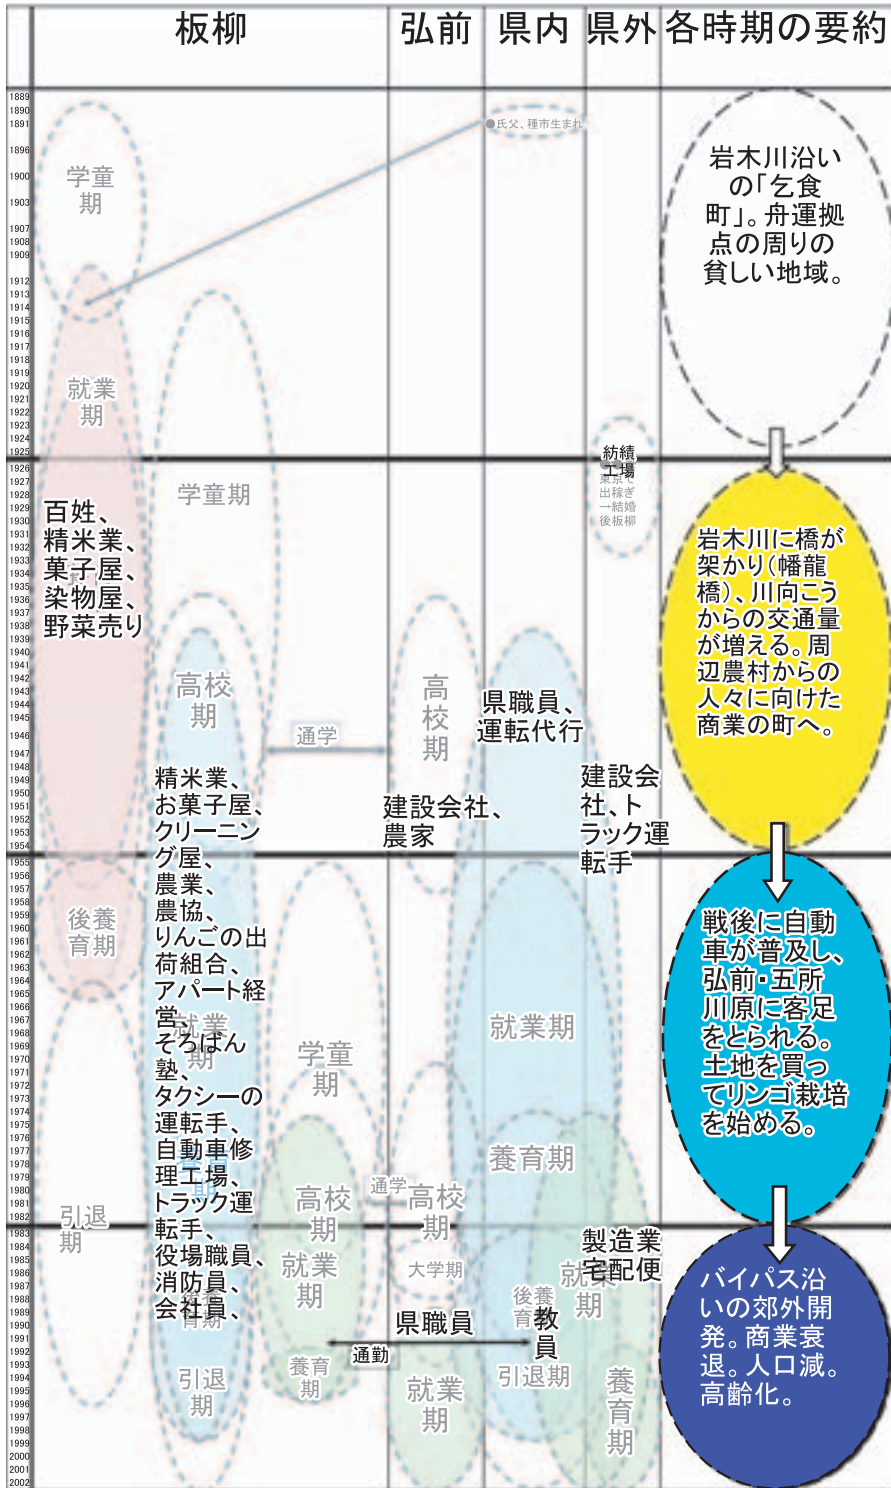 板柳
弘前
県内
県外
各時期の要約
1889
1890
1891
1896
1900
1903
1907
1908
1909
1912
1913
1914
1915
1916
1917
1918
1919
1920
1921
1922
1923
1924
1925
1926
1927
1928
1929
1930
1931
1932
1933
1934
1935
1936
1937
1938
1939
1940
1941
1942
1943
1944
1945
1946
1947
1948
1949
1950
1951
1952
1953
1954
1955
1956
1957
1958
1959
1960
1961
1962
1963
1964
1965
1966
1967
1968
1969
1970
1971
1972
1973
1974
1975
1976
1977
1978
1979
1980
1981
1982
1983
1984
1985
1986
1987
1988
1989
1990
1991
1992
1993
1994
1995
1996
1997
1998
1999
2000
2001
2002
学童
期
就業
期
百姓、
精米業、
菓子屋、
染物屋、
野菜売り
後養
育期
引退
期
学童期
高校
期
精米業、
お菓子屋、
クリーニン
グ屋、
農業、
農協、
りんごの出
荷組合、
アパート経
営、
そろばん
塾、
タクシーの
運転手、
自動車修
理工場、
トラック運
転手、
役場職員、
消防員、
会社員、
就業
期
引退
期
学童
期
高校
期
就業
期
養育
期
通学
通学
通勤
高校
期
建設会社、
農家
高校
期
大学期
県職員
就業
期
●氏父、種市生まれ
県職員、
運転代行
就業期
養育期
後養
育
教
員
引退期
紡績
工場
東京で
出稼ぎ
→結婚
後板柳
建設会
社、ト
ラック運
転手
製造業
宅配便
就業
期
養育
期
岩木川沿い
の「乞食
町」。舟運拠
点の周りの
貧しい地域。
岩木川に橋が
架かり(幡龍
橋)、川向こう
からの交通量
が増える。周
辺農村からの
人々に向けた
商業の町へ。
戦後に自動
車が普及し、
弘前・五所
川原に客足
をとられる。
土地を買っ
てリンゴ栽培
を始める。
バイパス沿
いの郊外開
発。商業衰
退。人口減。
高齢化。